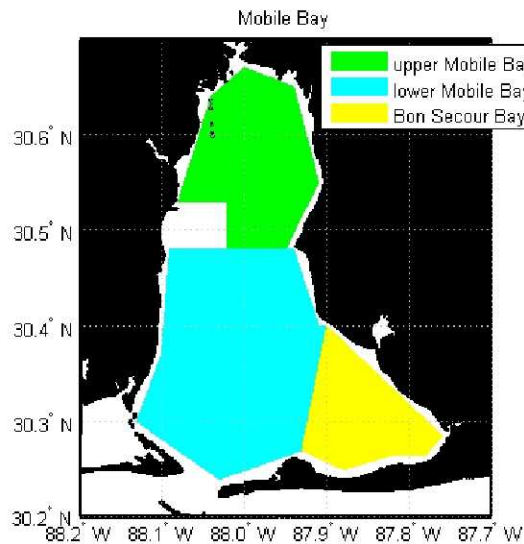 Mobile Bay
upper Mobile Ba
lower Mobile Bay
Bon Secour Bay
30.6° N
30.5° N
30.4° N
30.3° N
30.2° N
88.2° W 88.1° W 88.0° W 87.9° W 87.8° W 87.7° W